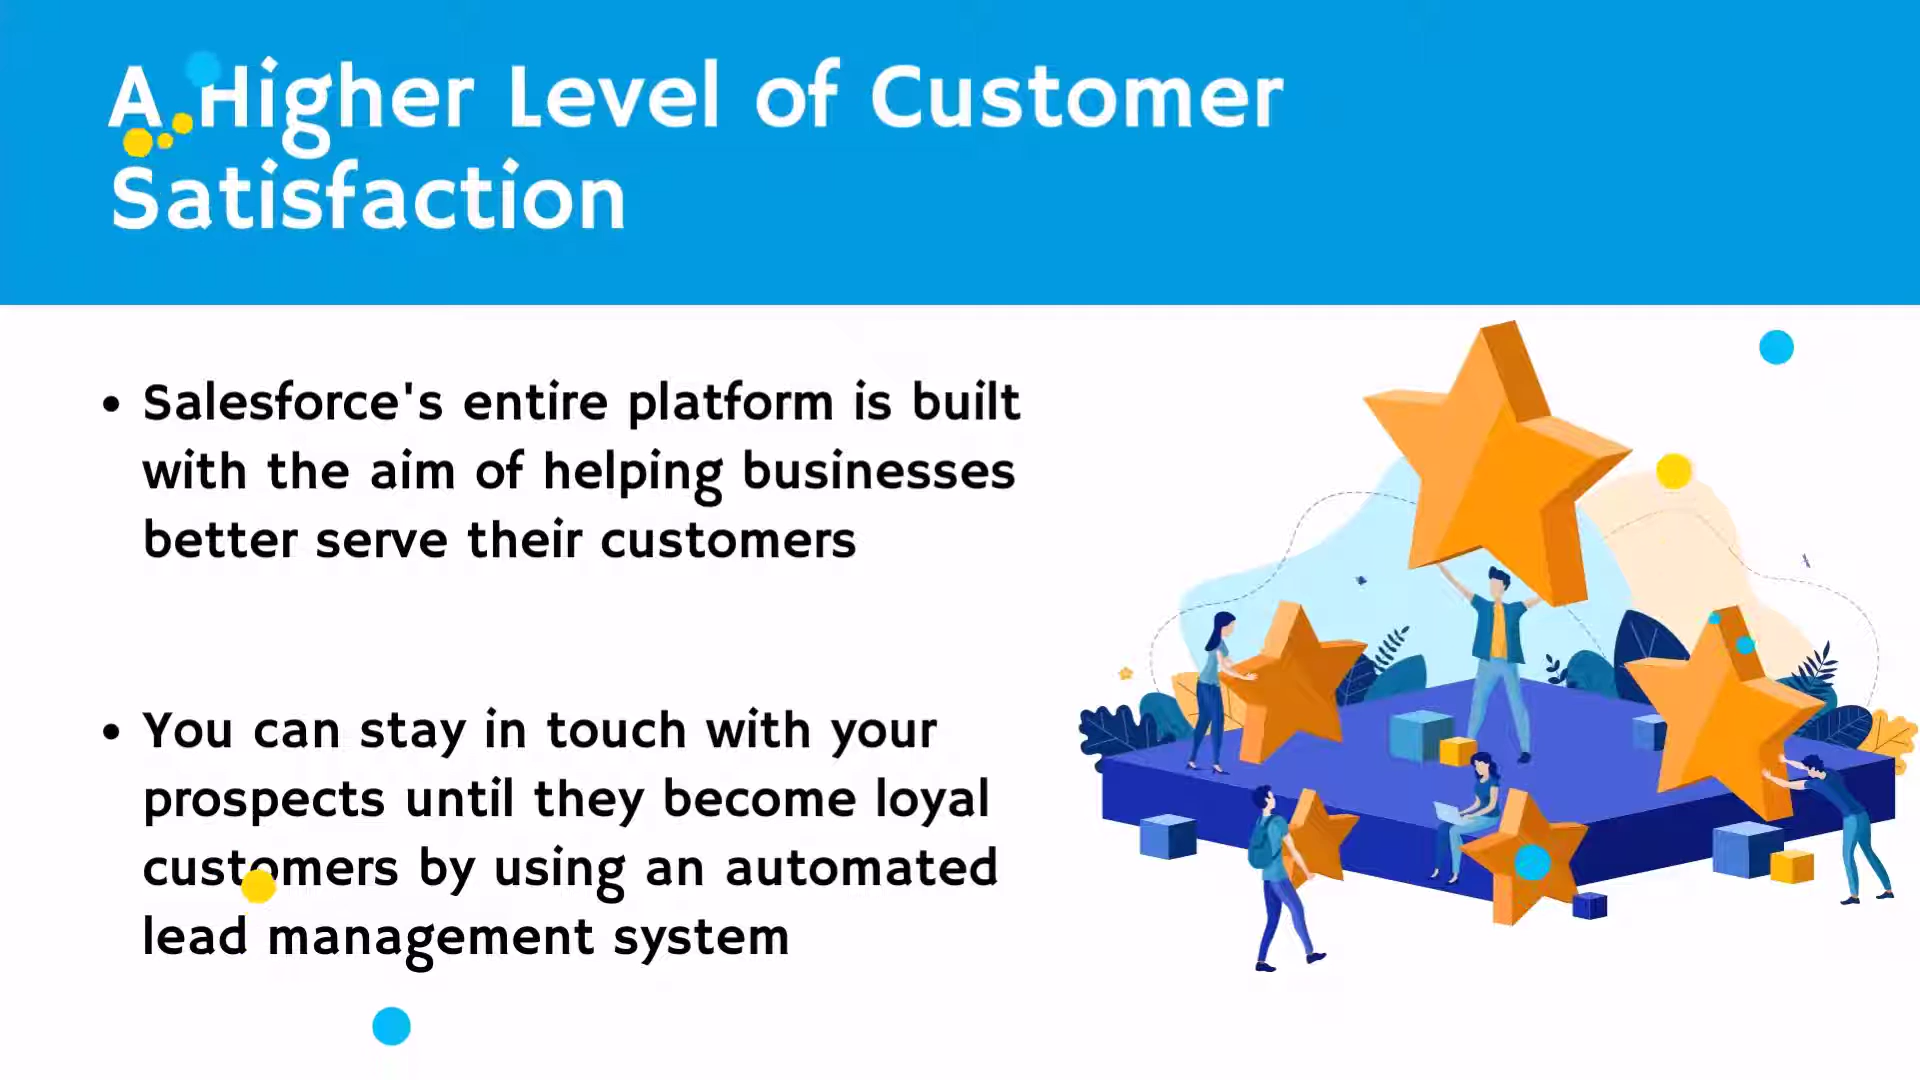 A Higher Level of Customer
Satisfaction
• Salesforce's entire platform is built
with the aim of helping businesses
better serve their customers
• You can stay in touch with your
prospects until they become loyal
customers by using an automated
lead management system